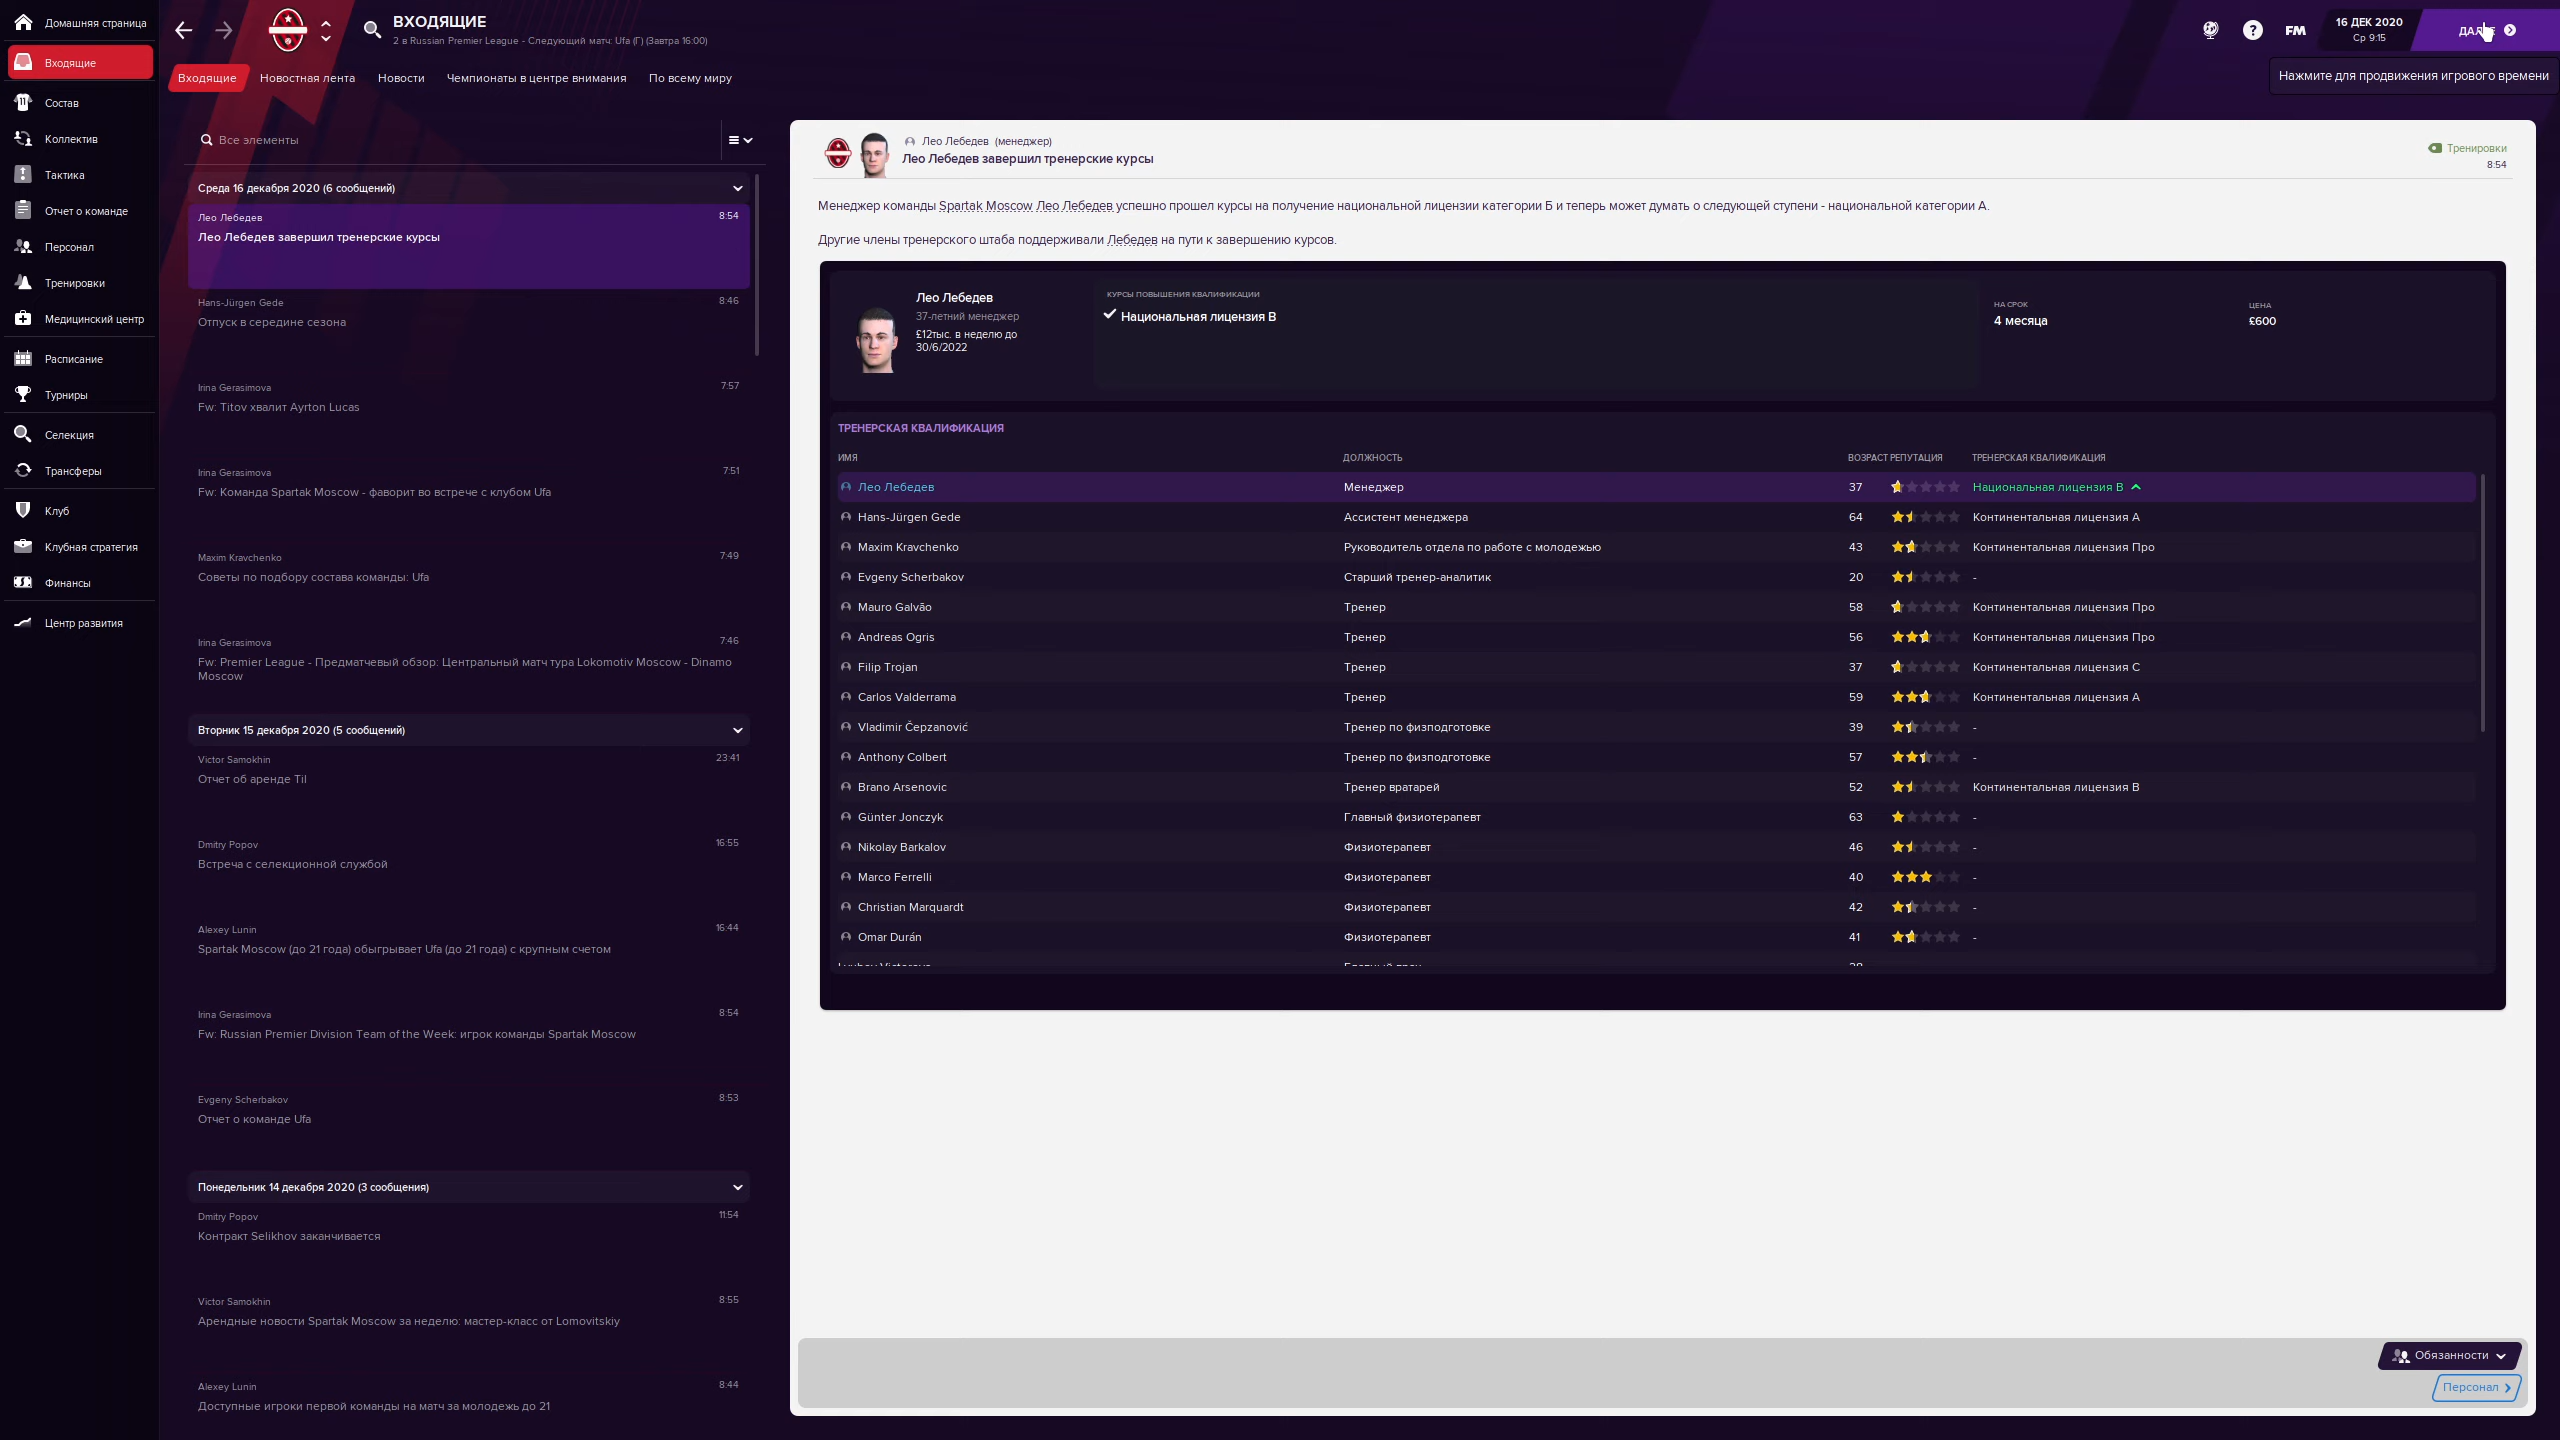 Домашняя страница
Входящие
Состав
Коллектив
Тактика
Отчет о команде
Персонал
Тренировки
Медицинский центр
Расписание
Турниры
Селекция
Трансферы
Клуб
Клубная стратегия
Финансы
Центр развития
ВХОДЯЩИЕ
2 в Russian Premier League - Следующий матч: Ufa (Г) (Завтра 16:00)
FM
16 ДЕК 2020
Ср 9:15
Нажмите для продвижения игрового времени
Входящие Новостная лента Новости Чемпионаты в центре внимания По всему миру
Все элементы
Среда 16 декабря 2020 (6 сообщений)
Лео Лебедев 8:54
Лео Лебедев завершил тренерские курсы
Hans-Jürgen Gede 8:46
Отпуск в середине сезона
Irina Gerasimova 7:57
Fw: Titov хвалит Ayrton Lucas
Irina Gerasimova 7:51
Fw: Команда Spartak Moscow - фаворит во встрече с клубом Ufa
Maxim Kravchenko 7:49
Советы по подбору состава команды: Ufa
Irina Gerasimova 7:46
Fw: Premier League - Предматчевый обзор: Центральный матч тура Lokomotiv Moscow - Dinamo
Moscow
Вторник 15 декабря 2020 (5 сообщений)
Victor Samokhin 23:41
Отчет об аренде Til
Dmitry Popov 16:55
Встреча с селекционной службой
Alexey Lunin 16:44
Spartak Moscow (до 21 года) обыгрывает Ufa (до 21 года) с крупным счетом
Irina Gerasimova 8:54
Fw: Russian Premier Division Team of the Week: игрок команды Spartak Moscow
Evgeny Scherbakov 8:53
Отчет о команде Ufa
Понедельник 14 декабря 2020 (3 сообщения)
Dmitry Popov 11:54
Контракт Selikhov заканчивается
Victor Samokhin 8:55
Арендные новости Spartak Moscow за неделю: мастер-класс от Lomovitskiy
Alexey Lunin 8:44
Доступные игроки первой команды на матч за молодежь до 21
Лео Лебедев (менеджер)
Лео Лебедев завершил тренерские курсы
Тренировки
8:54
Менеджер команды Spartak Moscow Лео Лебедев успешно прошел курсы на получение национальной лицензии категории Б и теперь может думать о следующей ступени - национальной категории А.
Другие члены тренерского штаба поддерживали Лебедев на пути к завершению курсов.
Лео Лебедев
37-летний менеджер
£12тыс. в неделю до
30/6/2022
КУРСЫ ПОВЫШЕНИЯ КВАЛИФИКАЦИИ
Национальная лицензия B
НА СРОК
4 месяца
ЦЕНА
£600
ТРЕНЕРСКАЯ КВАЛИФИКАЦИЯ
ИМЯ ДОЛЖНОСТЬ ВОЗРАСТ РЕПУТАЦИЯ ТРЕНЕРСКАЯ КВАЛИФИКАЦИЯ
Лео Лебедев Менеджер 37 Национальная лицензия B
Hans-Jürgen Gede Ассистент менеджера 64 Континентальная лицензия A
Maxim Kravchenko Руководитель отдела по работе с молодежью 43 Континентальная лицензия Про
Evgeny Scherbakov Старший тренер-аналитик 20 -
Mauro Galvão Тренер 58 Континентальная лицензия Про
Andreas Ogris Тренер 56 Континентальная лицензия Про
Filip Trojan Тренер 37 Континентальная лицензия C
Carlos Valderrama Тренер 59 Континентальная лицензия A
Vladimir Čepzanović Тренер по физподготовке 39 -
Anthony Colbert Тренер по физподготовке 57 -
Brano Arsenovic Тренер вратарей 52 Континентальная лицензия B
Günter Jonczyk Главный физиотерапевт 63 -
Nikolay Barkalov Физиотерапевт 46 -
Marco Ferrelli Физиотерапевт 40 -
Christian Marquardt Физиотерапевт 42 -
Omar Durán Физиотерапевт 41 -
Обязанности
Персонал